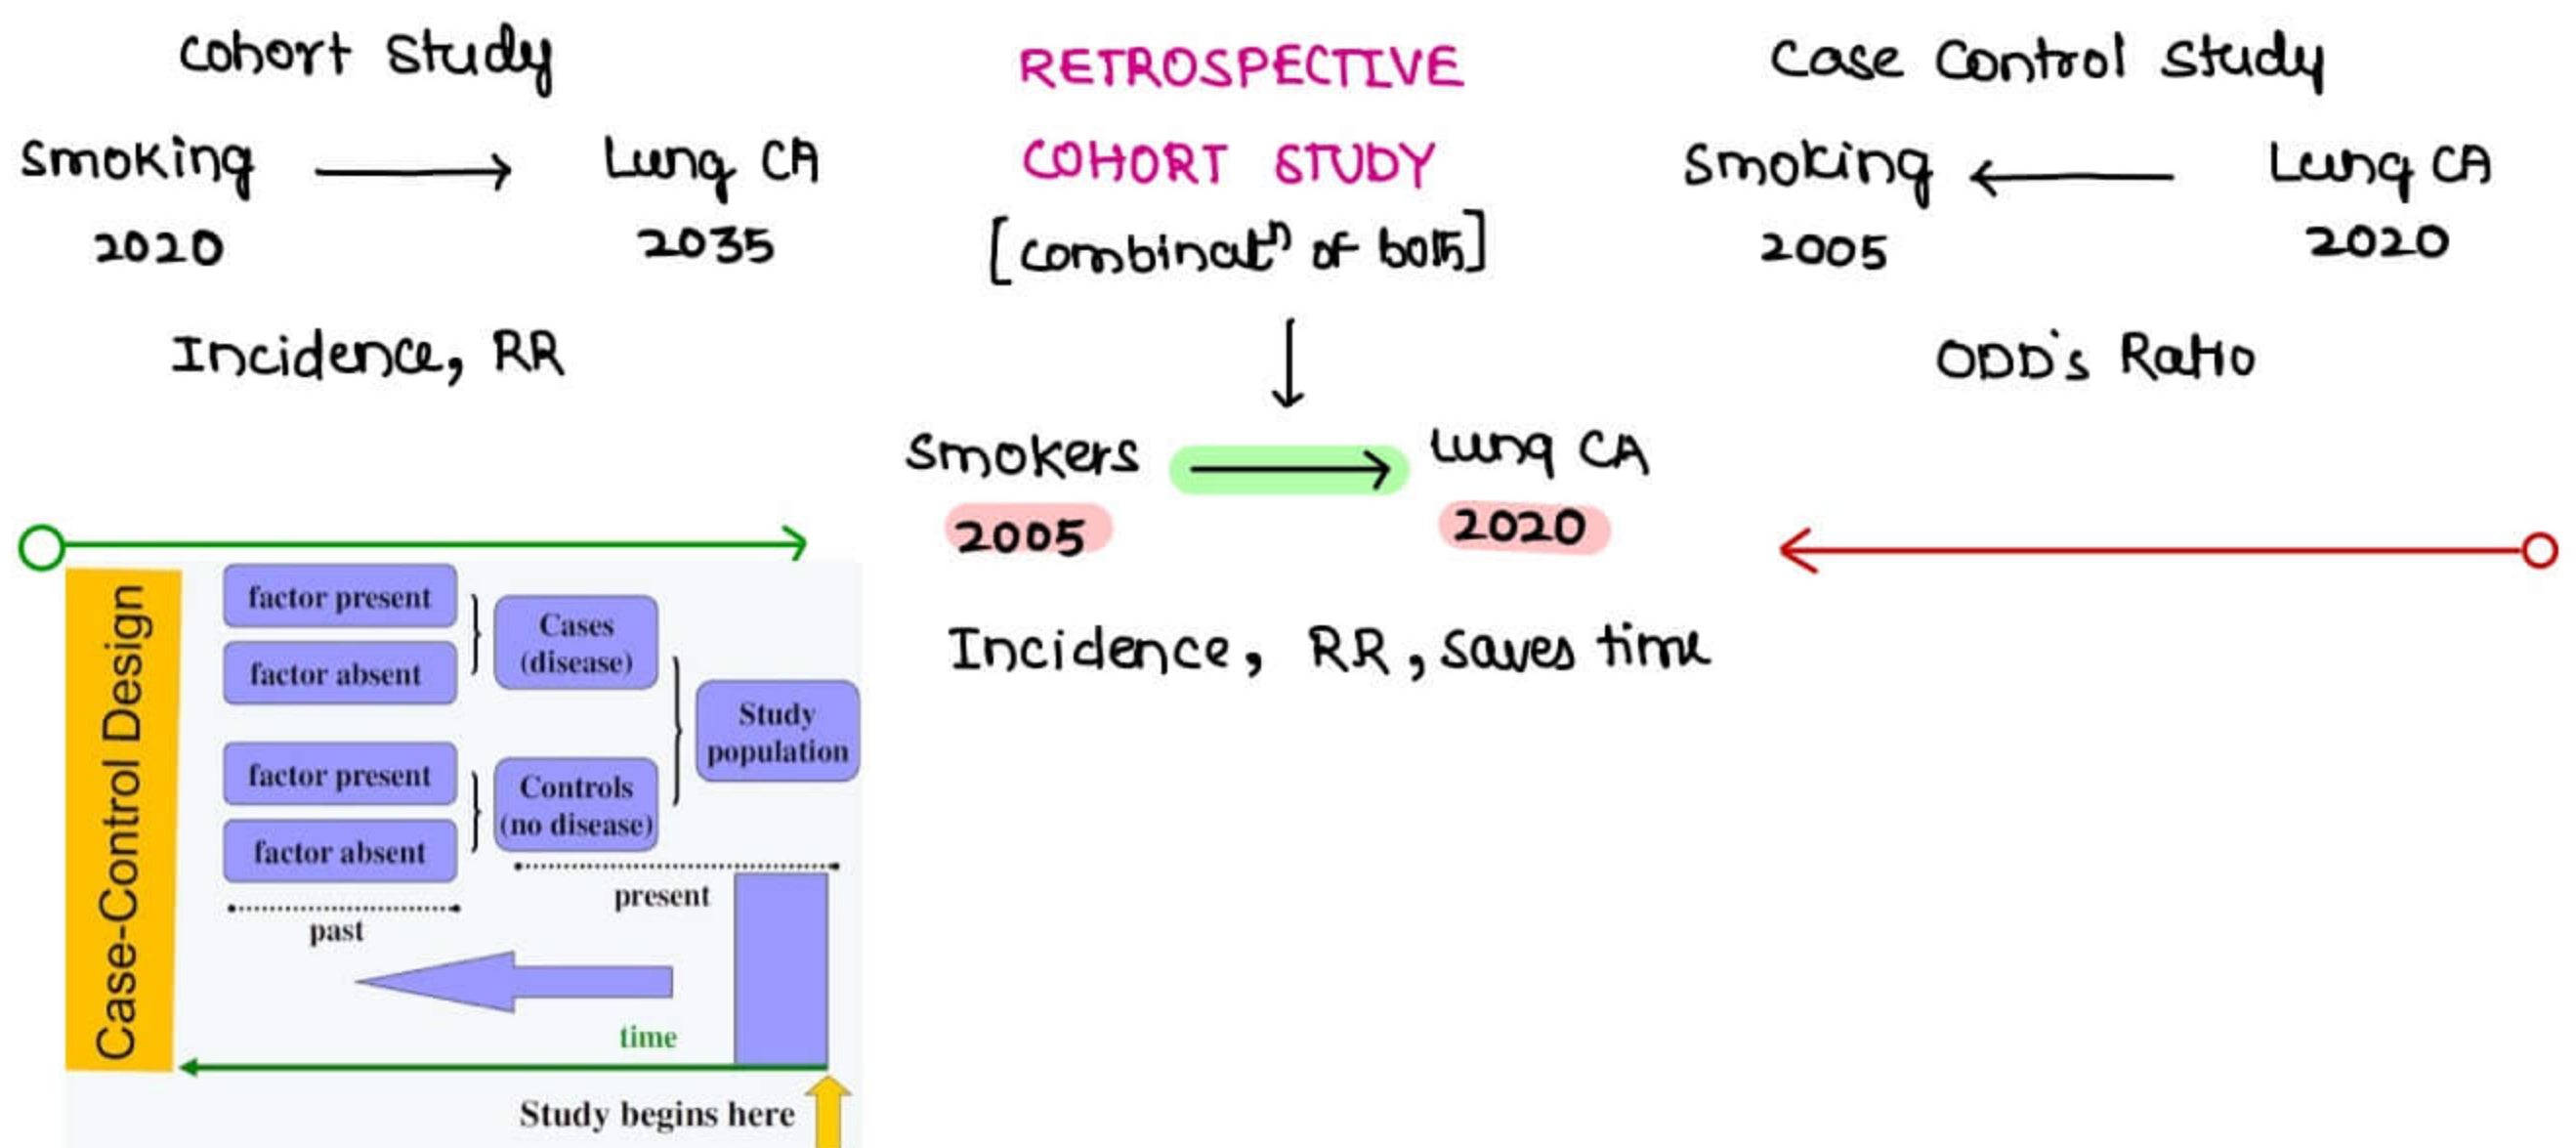 Cohort Study
Smoking → Lung CA
2020 2035
Incidence, RR
RETROSPECTIVE
COHORT STUDY
[combinatⁿ of both]
↓
Smokers → Lung CA
2005 2020
Incidence, RR, saves time
Case Control Study
Smoking ← Lung CA
2005 2020
ODD's Ratio
Case-Control Design
factor present
factor absent
Cases
(disease)
factor present
factor absent
Controls
(no disease)
Study
population
present
past
time
Study begins here